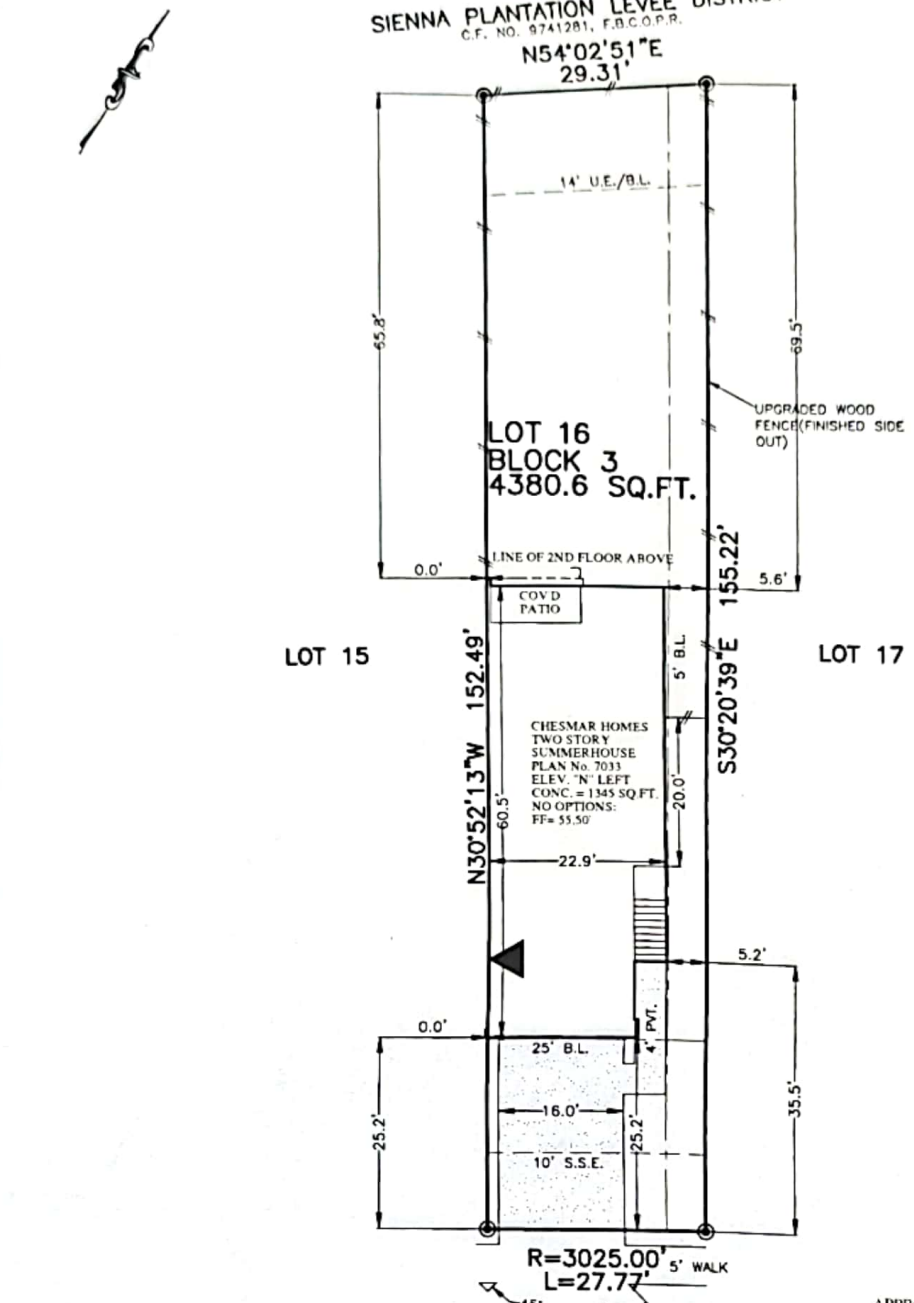 SIENNA PLANTATION LEVEE
C.F. NO. 9741281, F.B.C.O.P.R.
N54°02'51"E
29.31'
14' U.E./B.L.
65.8'
69.5'
UPGRADED WOOD
FENCE(FINISHED SIDE
OUT)
LOT 16
BLOCK 3
4380.6 SQ.FT.
LINE OF 2ND FLOOR ABOVE
0.0'
5.6'
COV'D
PATIO
LOT 15
LOT 17
N30°52'13"W 152.49'
S30°20'39"E 155.22'
5' B.L.
CHESMAR HOMES
TWO STORY
SUMMERHOUSE
PLAN No. 7033
ELEV. "N" LEFT
CONC. = 1345 SQ.FT.
NO OPTIONS:
FF= 55.50'
60.5'
20.0'
22.9'
5.2'
0.0'
25' B.L.
4' PVT.
25.2'
16.0'
25.2'
35.5'
10' S.S.E.
R=3025.00'
5' WALK
L=27.77'